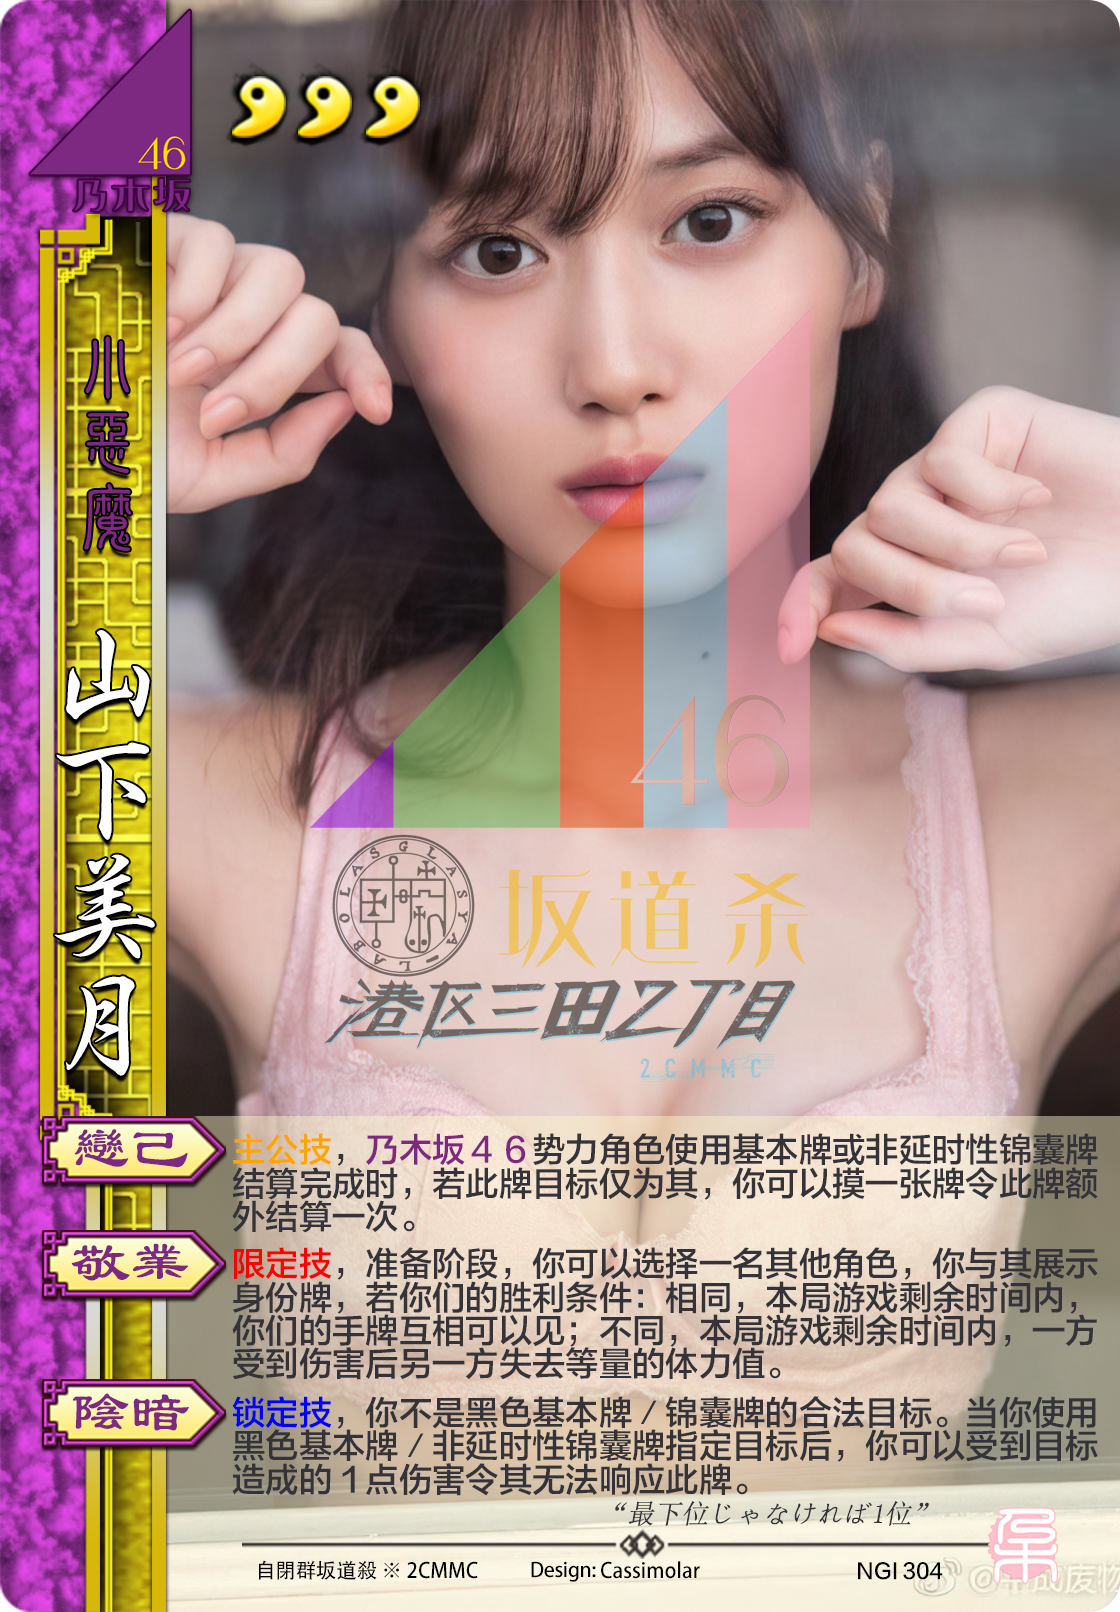 46
乃木坂
小惡魔
山下美月
46
GLASYA-LABOLAS
坂道杀
港区三田2丁目
2CMMC
變己
主公技，乃木坂４６势力角色使用基本牌或非延时性锦囊牌
结算完成时，若此牌目标仅为其，你可以摸一张牌令此牌额
外结算一次。
敬業
限定技，准备阶段，你可以选择一名其他角色，你与其展示
身份牌，若你们的胜利条件：相同，本局游戏剩余时间内，
你们的手牌互相可以见；不同，本局游戏剩余时间内，一方
受到伤害后另一方失去等量的体力值。
陰暗
锁定技，你不是黑色基本牌／锦囊牌的合法目标。当你使用
黑色基本牌／非延时性锦囊牌指定目标后，你可以受到目标
造成的１点伤害令其无法响应此牌。
“最下位じゃなければ1位”
自閉群坂道殺 ※ 2CMMC
Design: Cassimolar
NGI 304